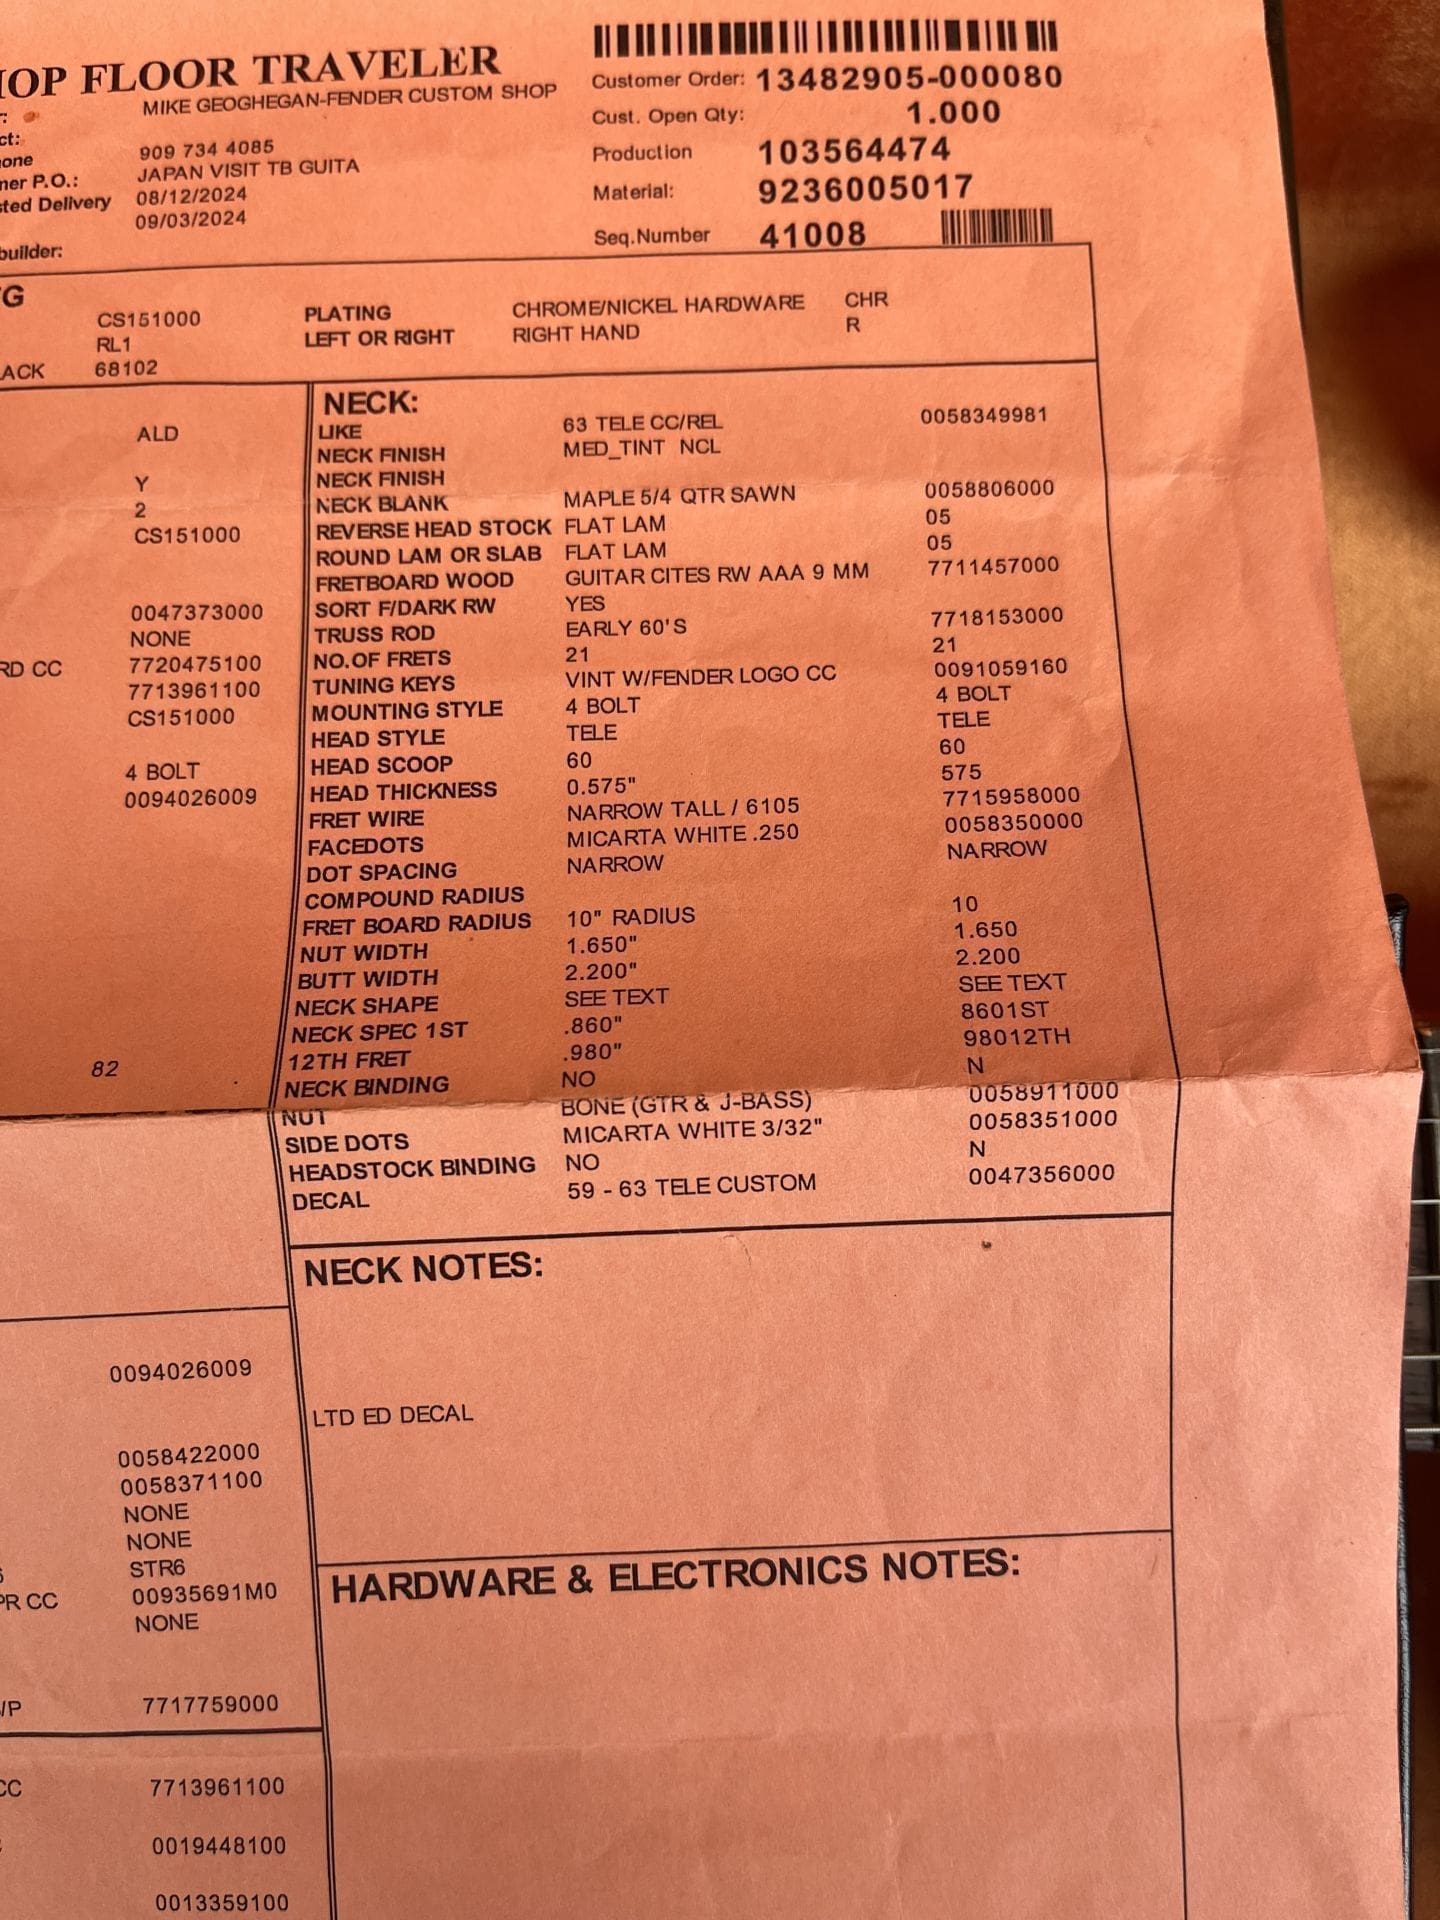 OP FLOOR TRAVELER
MIKE GEOGHEGAN-FENDER CUSTOM SHOP
909 734 4085
JAPAN VISIT TB GUITA
08/12/2024
09/03/2024
builder:
Customer Order: 13482905-000080
Cust. Open Qty: 1.000
Production 103564474
Material: 9236005017
Seq.Number 41008
CS151000 PLATING CHROME/NICKEL HARDWARE CHR
RL1 LEFT OR RIGHT RIGHT HAND R
ACK 68102
ALD
Y
2
CS151000
0047373000
NONE
RD CC 7720475100
7713961100
CS151000
4 BOLT
0094026009
82
NECK:
LIKE 63 TELE CC/REL 0058349981
NECK FINISH MED_TINT NCL
NECK FINISH
NECK BLANK MAPLE 5/4 QTR SAWN 0058806000
REVERSE HEAD STOCK FLAT LAM 05
ROUND LAM OR SLAB FLAT LAM 05
FRETBOARD WOOD GUITAR CITES RW AAA 9 MM 7711457000
SORT F/DARK RW YES
TRUSS ROD EARLY 60'S 7718153000
NO.OF FRETS 21 21
TUNING KEYS VINT W/FENDER LOGO CC 0091059160
MOUNTING STYLE 4 BOLT 4 BOLT
HEAD STYLE TELE TELE
HEAD SCOOP 60 60
HEAD THICKNESS 0.575" 575
FRET WIRE NARROW TALL / 6105 7715958000
FACEDOTS MICARTA WHITE .250 0058350000
DOT SPACING NARROW NARROW
COMPOUND RADIUS
FRET BOARD RADIUS 10" RADIUS 10
NUT WIDTH 1.650" 1.650
BUTT WIDTH 2.200" 2.200
NECK SHAPE SEE TEXT SEE TEXT
NECK SPEC 1ST .860" 8601ST
12TH FRET .980" 98012TH
NECK BINDING NO N
NUT BONE (GTR & J-BASS) 0058911000
SIDE DOTS MICARTA WHITE 3/32" 0058351000
HEADSTOCK BINDING NO N
DECAL 59 - 63 TELE CUSTOM 0047356000
NECK NOTES:
LTD ED DECAL
HARDWARE & ELECTRONICS NOTES:
0094026009
0058422000
0058371100
NONE
NONE
STR6
PR CC 00935691M0
NONE
/P 7717759000
CC 7713961100
0019448100
0013359100